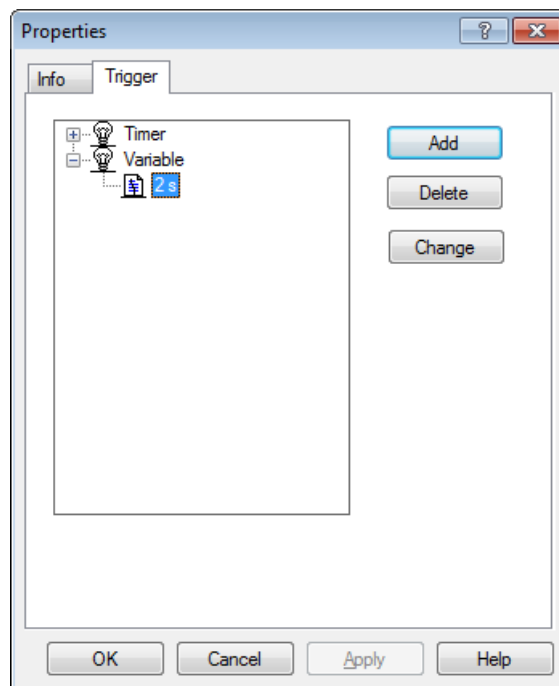 Properties
Info
Trigger
Timer
Variable
2 s
Add
Delete
Change
OK
Cancel
Apply
Help